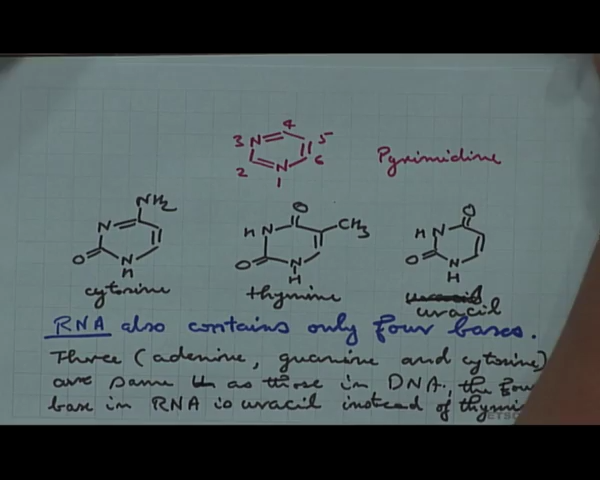 4
3 N 5
2 N 6
1
Pyrimidine
NH2
N
O N
H
cytosine
O
H N CH3
O N
H
thymine
O
H N
O N
H
uracil
RNA also contains only four bases.
Three (adenine, guanine and cytosine)
are same as those in DNA, the four
base in RNA is uracil instead of thymi